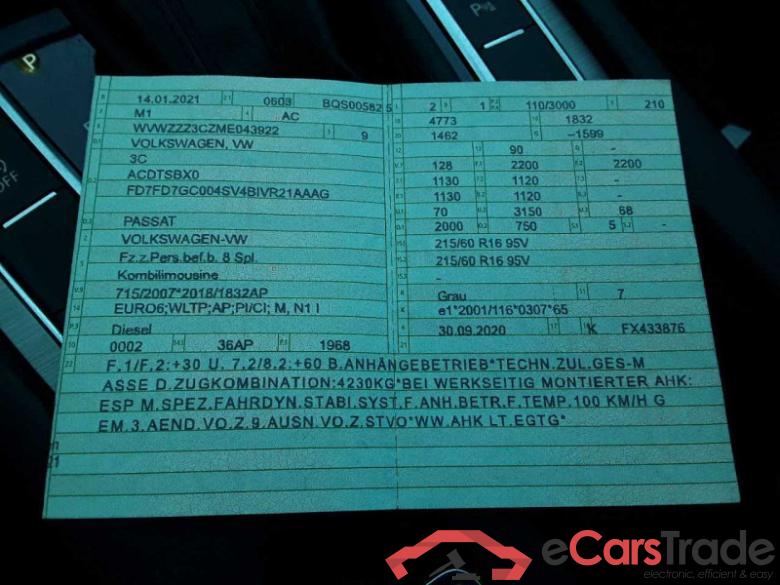 P
P
OFF
B 14.01.2021 2.1 0603 BQS00582 5
M1 AC
WVWZZZ3CZME043922 9
VOLKSWAGEN, VW
3C
ACDTSBX0
FD7FD7GC004SV4BIVR21AAAG
PASSAT
VOLKSWAGEN-VW
Fz.z.Pers.bef.b. 8 Spl.
Kombilimousine
715/2007*2018/1832AP
EURO6;WLTP;AP;PI/CI; M, N1 I
Diesel
0002 36AP 1968
2 1 110/3000 210
4773 1832
1462 –1599
90 -
128 2200 2200
1130 1120 -
1130 1120 -
70 3150 68
2000 750 5 -
215/60 R16 95V
215/60 R16 95V
-
Grau 7
e1*2001/116*0307*65
30.09.2020 K FX433876
F.1/F.2:+30 U. 7.2/8.2:+60 B.ANHÄNGEBETRIEB*TECHN.ZUL.GES-M
ASSE D.ZUGKOMBINATION:4230KG*BEI WERKSEITIG MONTIERTER AHK:
ESP M.SPEZ.FAHRDYN.STABI.SYST.F.ANH.BETR.F.TEMP.100 KM/H G
EM.3.AEND.VO.Z.9.AUSN.VO.Z.STVO*WW.AHK LT.EGTG*
21
eCarsTrade
electronic, efficient & easy